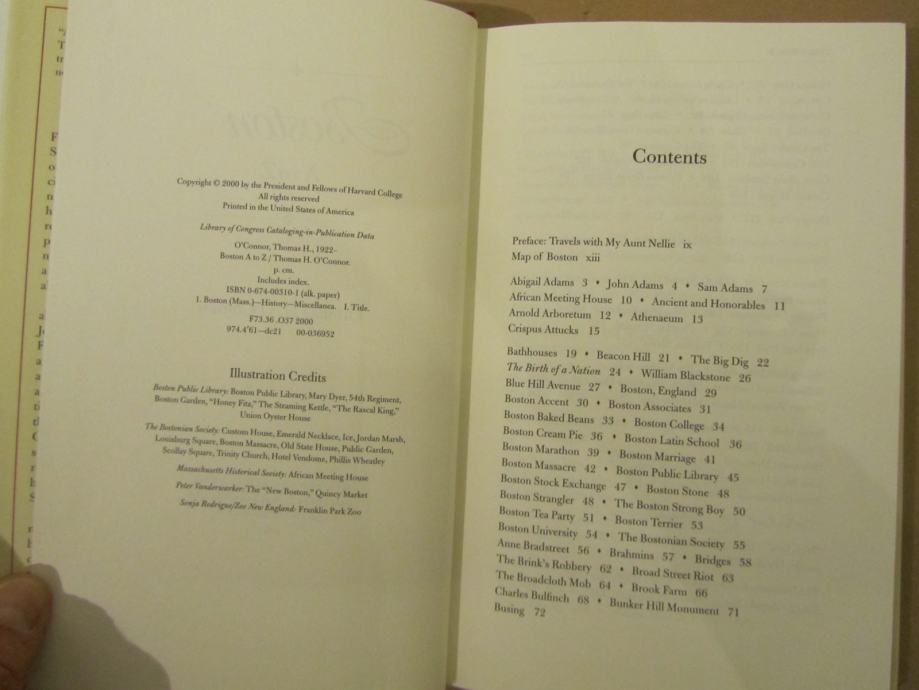 Copyright © 2000 by the President and Fellows of Harvard College
All rights reserved
Printed in the United States of America
Library of Congress Cataloging-in-Publication Data
O'Connor, Thomas H., 1922–
Boston A to Z / Thomas H. O'Connor.
p. cm.
Includes index.
ISBN 0-674-00310-1 (alk. paper)
1. Boston (Mass.)—History—Miscellanea. I. Title.
F73.36 .O37 2000
974.4'61—dc21 00-036952
Illustration Credits
Boston Public Library: Boston Public Library, Mary Dyer, 54th Regiment,
Boston Garden, "Honey Fitz," The Steaming Kettle, "The Rascal King,"
Union Oyster House
The Bostonian Society: Custom House, Emerald Necklace, Ice, Jordan Marsh,
Louisburg Square, Boston Massacre, Old State House, Public Garden,
Scollay Square, Trinity Church, Hotel Vendome, Phillis Wheatley
Massachusetts Historical Society: African Meeting House
Peter Vanderwarker: The "New Boston," Quincy Market
Sonja Rodrigue/Zoo New England: Franklin Park Zoo
Contents
Preface: Travels with My Aunt Nellie ix
Map of Boston xiii
Abigail Adams 3 • John Adams 4 • Sam Adams 7
African Meeting House 10 • Ancient and Honorables 11
Arnold Arboretum 12 • Athenaeum 13
Crispus Attucks 15
Bathhouses 19 • Beacon Hill 21 • The Big Dig 22
The Birth of a Nation 24 • William Blackstone 26
Blue Hill Avenue 27 • Boston, England 29
Boston Accent 30 • Boston Associates 31
Boston Baked Beans 33 • Boston College 34
Boston Cream Pie 36 • Boston Latin School 36
Boston Marathon 39 • Boston Marriage 41
Boston Massacre 42 • Boston Public Library 45
Boston Stock Exchange 47 • Boston Stone 48
Boston Strangler 48 • The Boston Strong Boy 50
Boston Tea Party 51 • Boston Terrier 53
Boston University 54 • The Bostonian Society 55
Anne Bradstreet 56 • Brahmins 57 • Bridges 58
The Brink's Robbery 62 • Broad Street Riot 63
The Broadcloth Mob 64 • Brook Farm 66
Charles Bulfinch 68 • Bunker Hill Monument 71
Busing 72